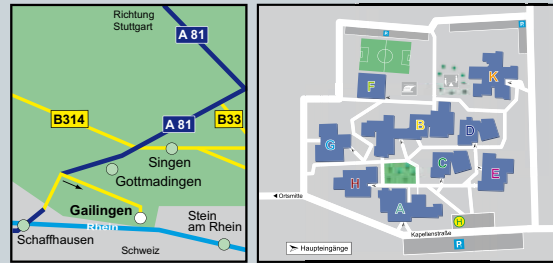 Richtung
Stuttgart
A 81
B314
A 81
B33
Singen
Gottmadingen
Gailingen
Rhein
Stein
am Rhein
Schaffhausen
Schweiz
P
P
K
F
B
D
G
C
E
H
A
H
Ortsmitte
Kapellenstraße
P
Haupteingänge